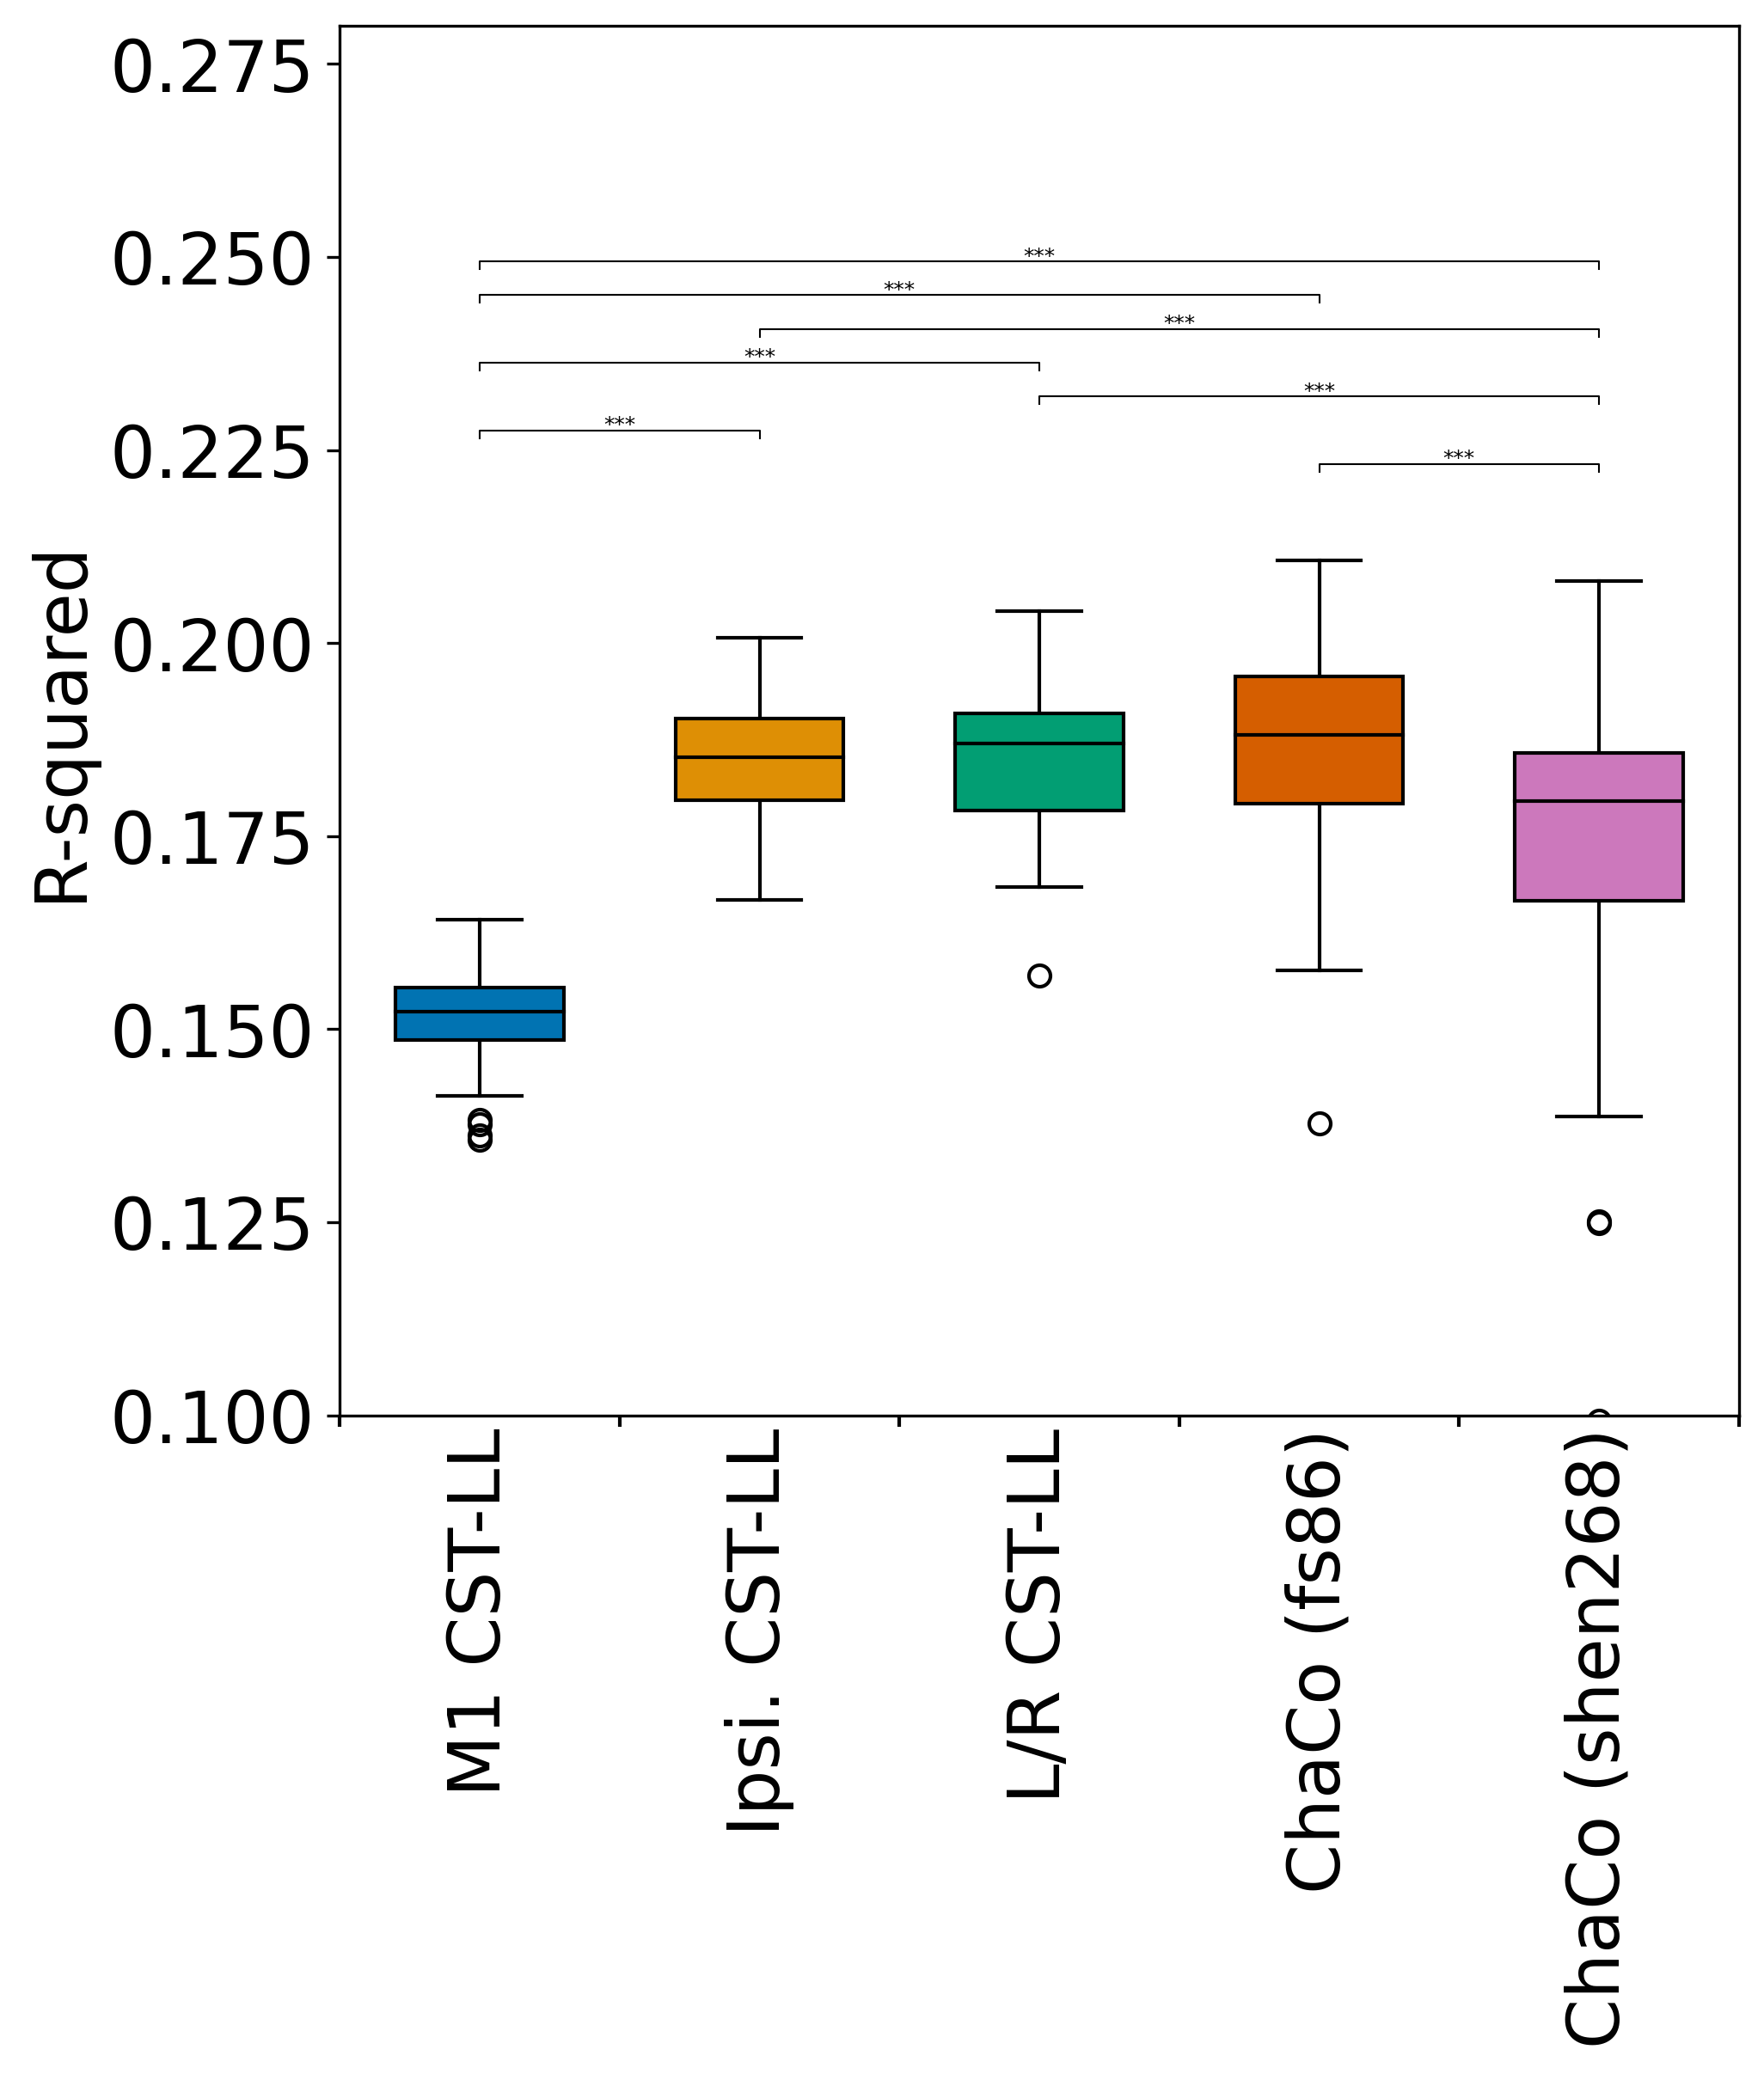 0.275
0.250
0.225
0.200
0.175
0.150
0.125
0.100
R-squared
***
***
***
***
***
***
***
M1 CST-LL
Ipsi. CST-LL
L/R CST-LL
ChaCo (fs86)
ChaCo (shen268)